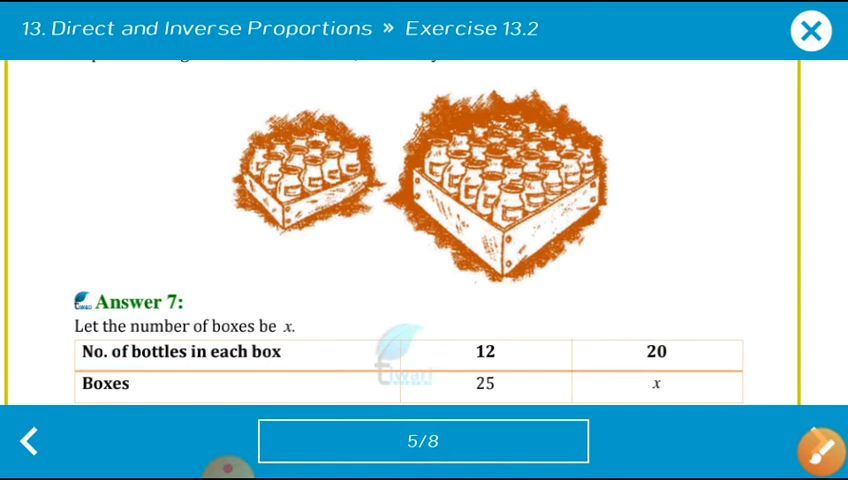 13. Direct and Inverse Proportions » Exercise 13.2
Answer 7:
Let the number of boxes be x.
No. of bottles in each box 12 20
Boxes 25 x
5/8